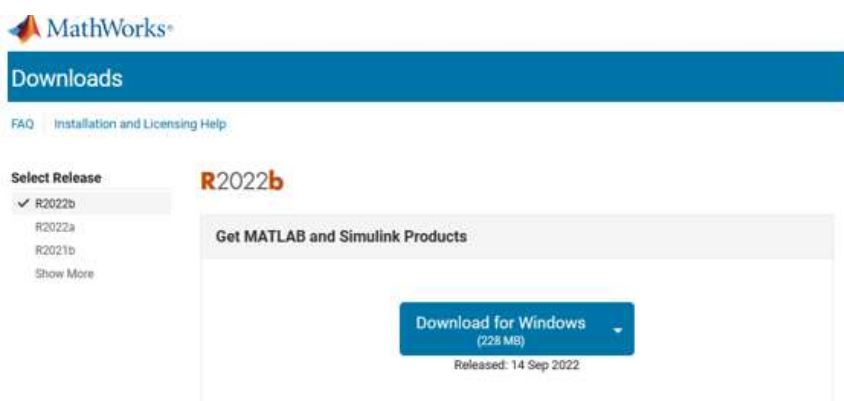 MathWorks®
Downloads
FAQ Installation and Licensing Help
Select Release
R2022b
R2022a
R2021b
Show More
R2022b
Get MATLAB and Simulink Products
Download for Windows
(228 MB)
Released: 14 Sep 2022